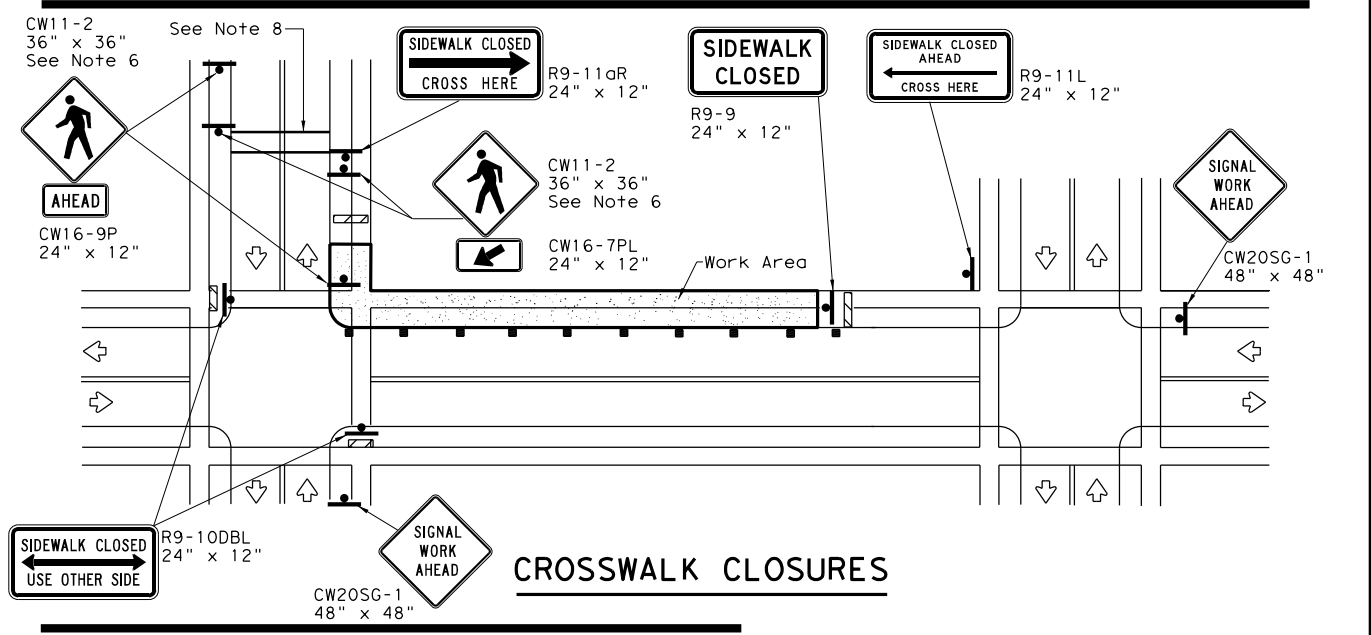 CW11-2
36" x 36"
See Note 6
See Note 8
SIDEWALK CLOSED
CROSS HERE
R9-11aR
24" x 12"
SIDEWALK
CLOSED
R9-9
24" x 12"
SIDEWALK CLOSED
AHEAD
CROSS HERE
R9-11L
24" x 12"
SIGNAL
WORK
AHEAD
CW20SG-1
48" x 48"
AHEAD
CW16-9P
24" x 12"
CW11-2
36" x 36"
See Note 6
CW16-7PL
24" x 12"
Work Area
SIDEWALK CLOSED
USE OTHER SIDE
R9-10DBL
24" x 12"
SIGNAL
WORK
AHEAD
CW20SG-1
48" x 48"
CROSSWALK CLOSURES